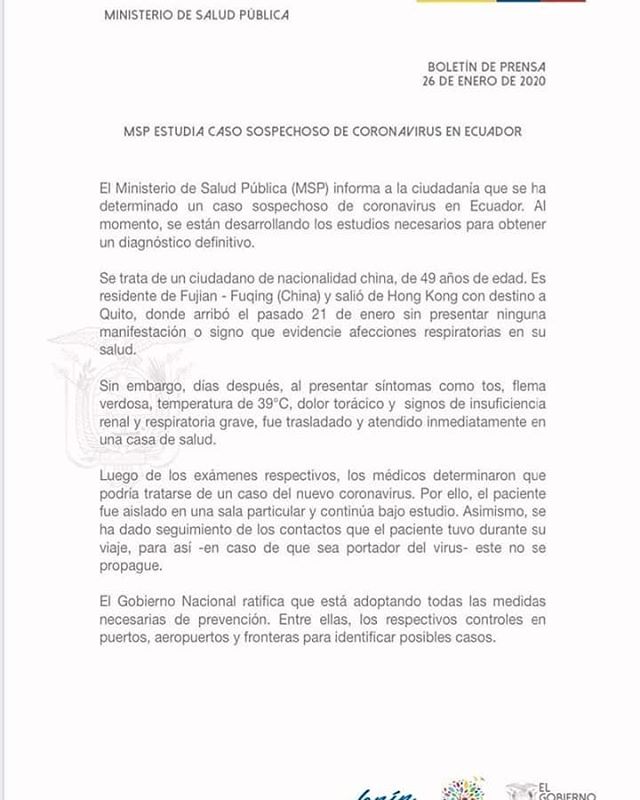 MINISTERIO DE SALUD PÚBLICA
BOLETÍN DE PRENSA
26 DE ENERO DE 2020
MSP ESTUDIA CASO SOSPECHOSO DE CORONAVIRUS EN ECUADOR
El Ministerio de Salud Pública (MSP) informa a la ciudadanía que se ha
determinado un caso sospechoso de coronavirus en Ecuador. Al
momento, se están desarrollando los estudios necesarios para obtener
un diagnóstico definitivo.
Se trata de un ciudadano de nacionalidad china, de 49 años de edad. Es
residente de Fujian - Fuqing (China) y salió de Hong Kong con destino a
Quito, donde arribó el pasado 21 de enero sin presentar ninguna
manifestación o signo que evidencie afecciones respiratorias en su
salud.
Sin embargo, días después, al presentar síntomas como tos, flema
verdosa, temperatura de 39°C, dolor torácico y signos de insuficiencia
renal y respiratoria grave, fue trasladado y atendido inmediatamente en
una casa de salud.
Luego de los exámenes respectivos, los médicos determinaron que
podría tratarse de un caso del nuevo coronavirus. Por ello, el paciente
fue aislado en una sala particular y continúa bajo estudio. Asimismo, se
ha dado seguimiento de los contactos que el paciente tuvo durante su
viaje, para así -en caso de que sea portador del virus- este no se
propague.
El Gobierno Nacional ratifica que está adoptando todas las medidas
necesarias de prevención. Entre ellas, los respectivos controles en
puertos, aeropuertos y fronteras para identificar posibles casos.
Lenín
EL
GOBIERNO